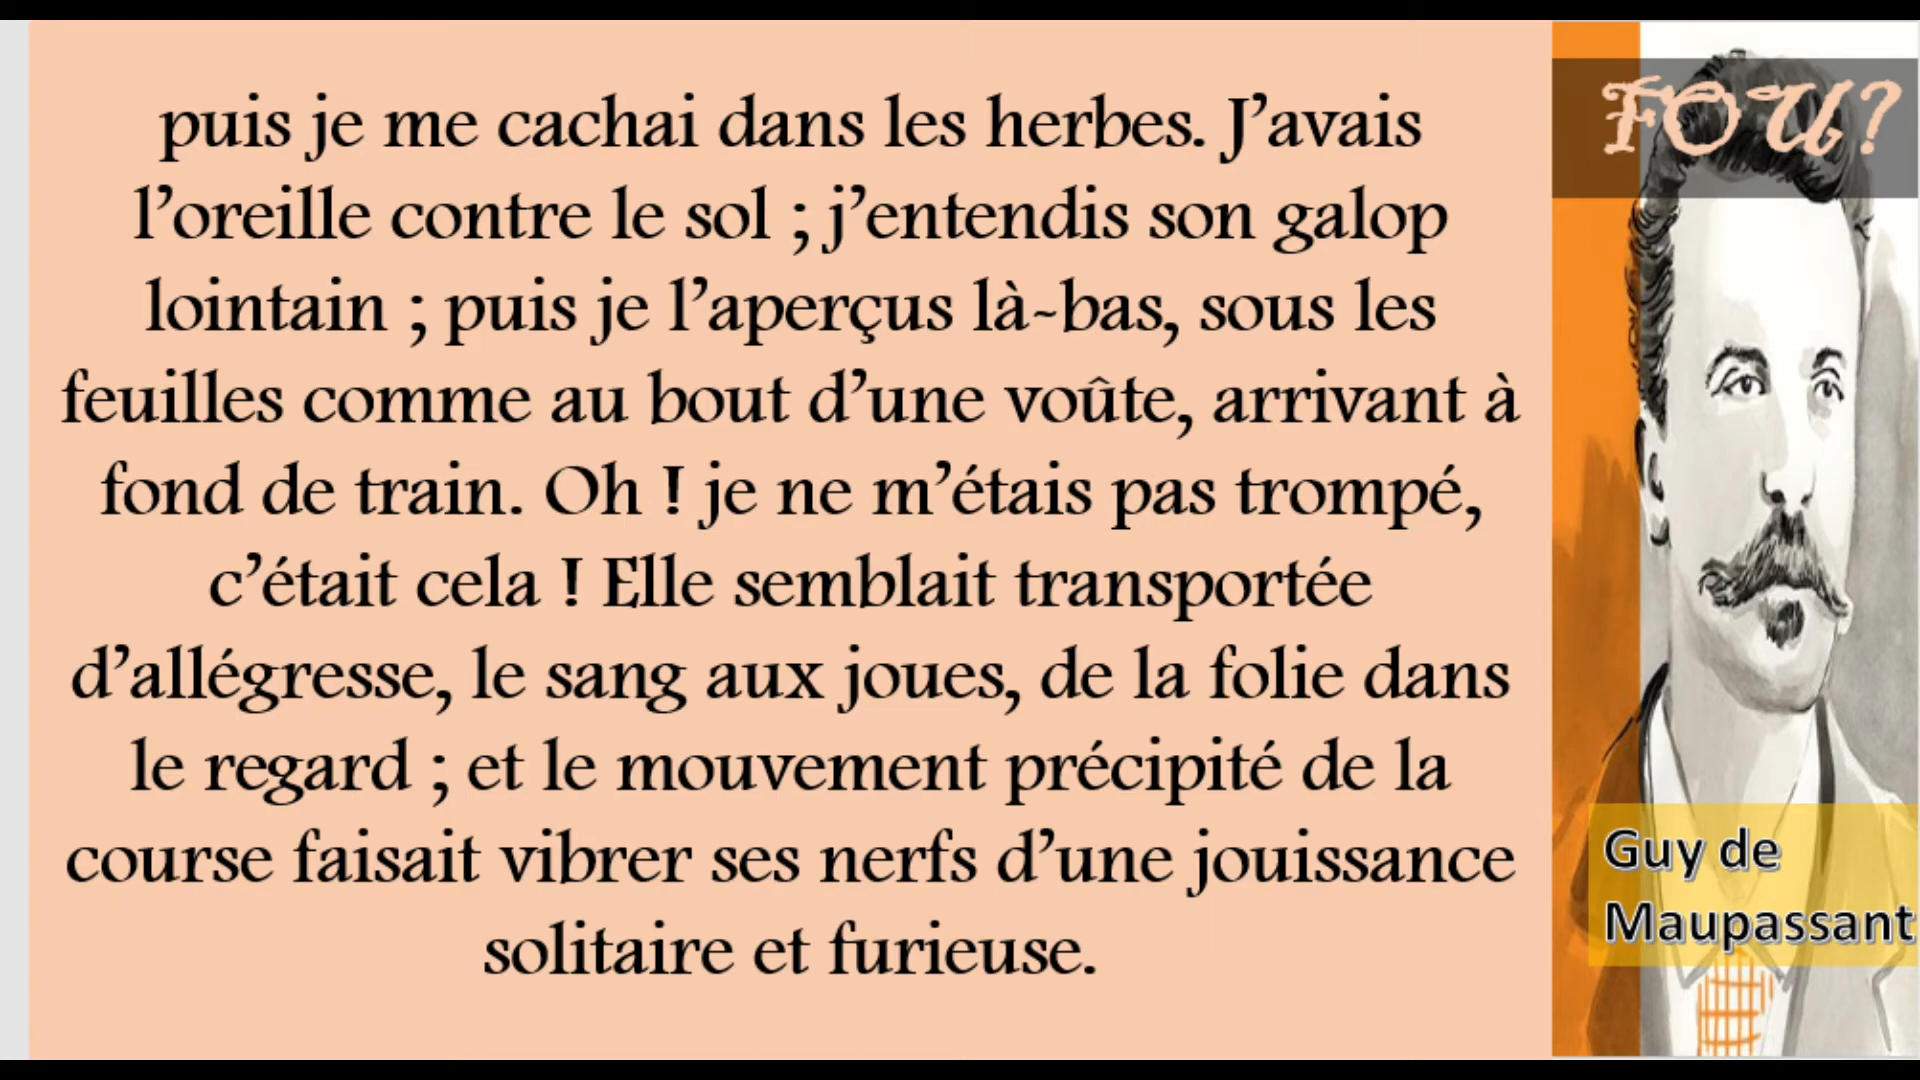 puis je me cachai dans les herbes. J’avais
l’oreille contre le sol ; j’entendis son galop
lointain ; puis je l’aperçus là-bas, sous les
feuilles comme au bout d’une voûte, arrivant à
fond de train. Oh ! je ne m’étais pas trompé,
c’était cela ! Elle semblait transportée
d’allégresse, le sang aux joues, de la folie dans
le regard ; et le mouvement précipité de la
course faisait vibrer ses nerfs d’une jouissance
solitaire et furieuse.
FOU?
Guy de
Maupassant